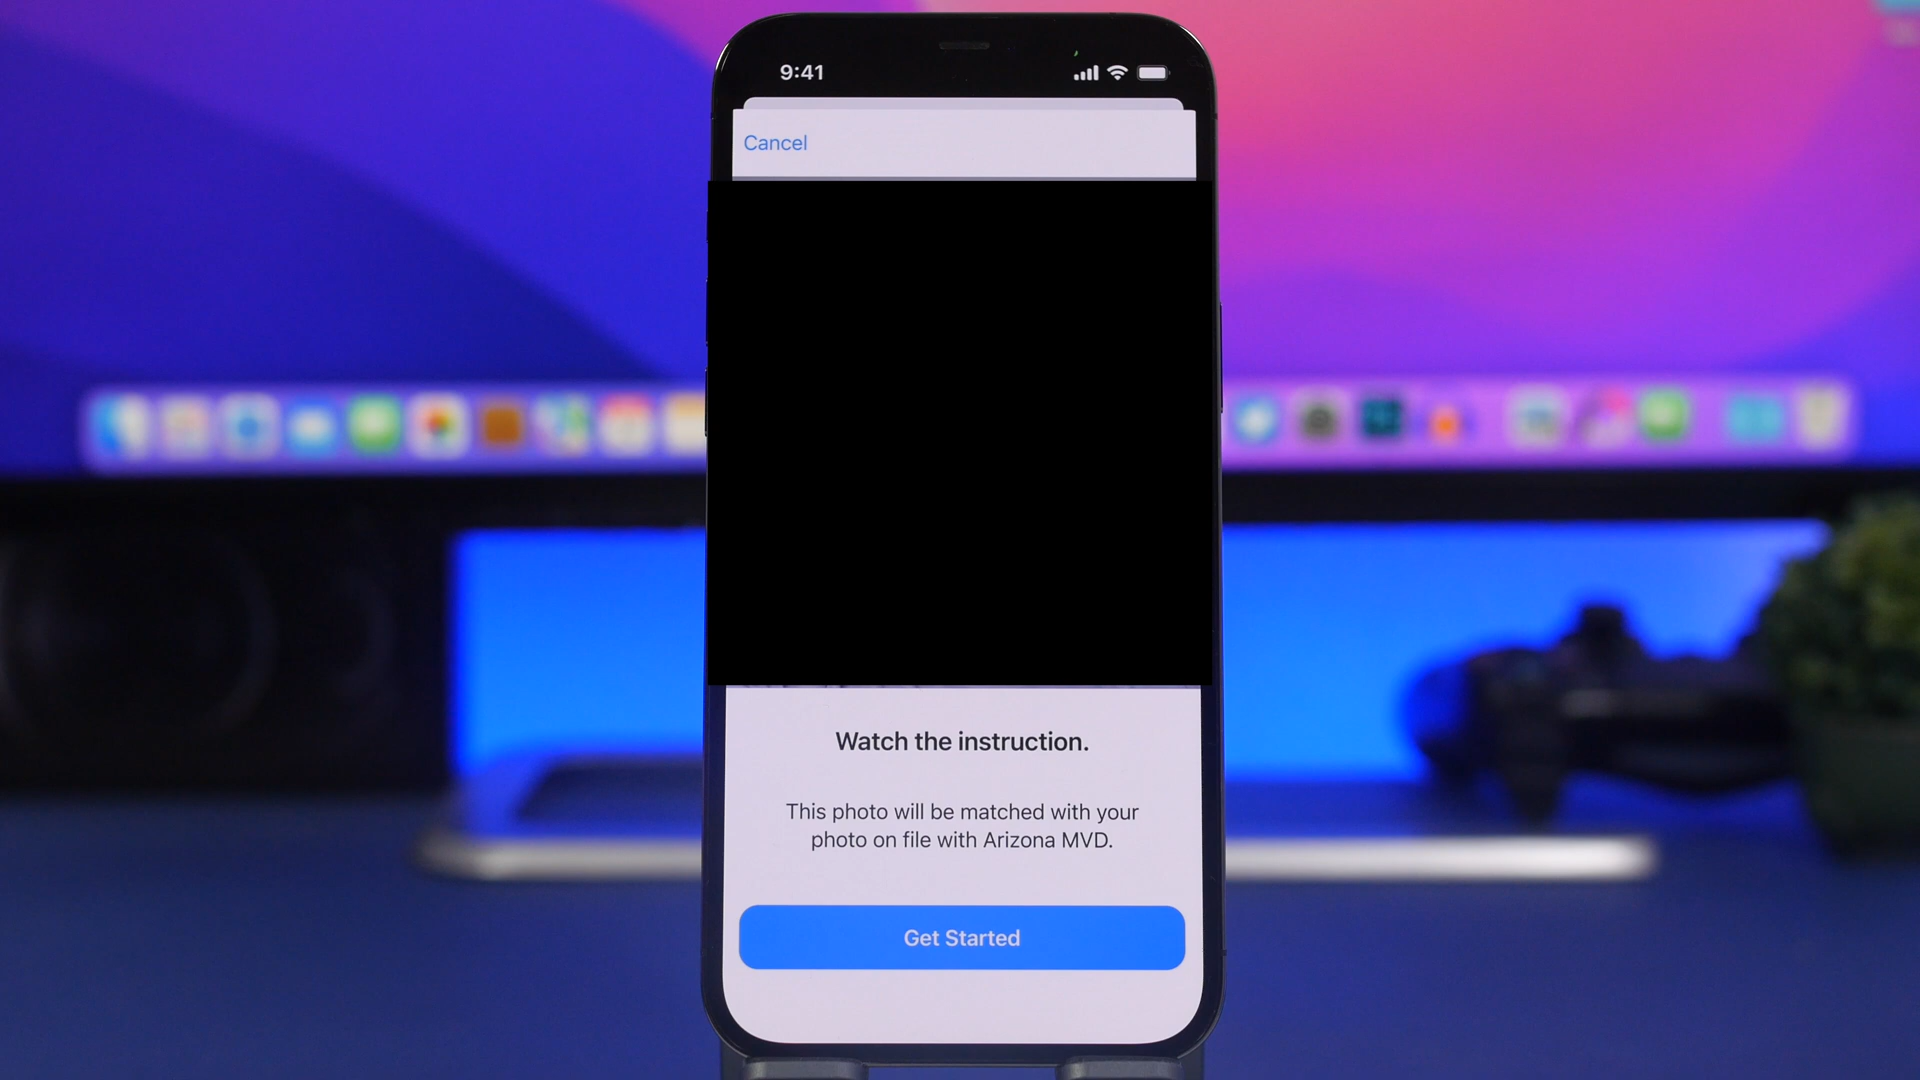 9:41
Cancel
Watch the instruction.
This photo will be matched with your
photo on file with Arizona MVD.
Get Started